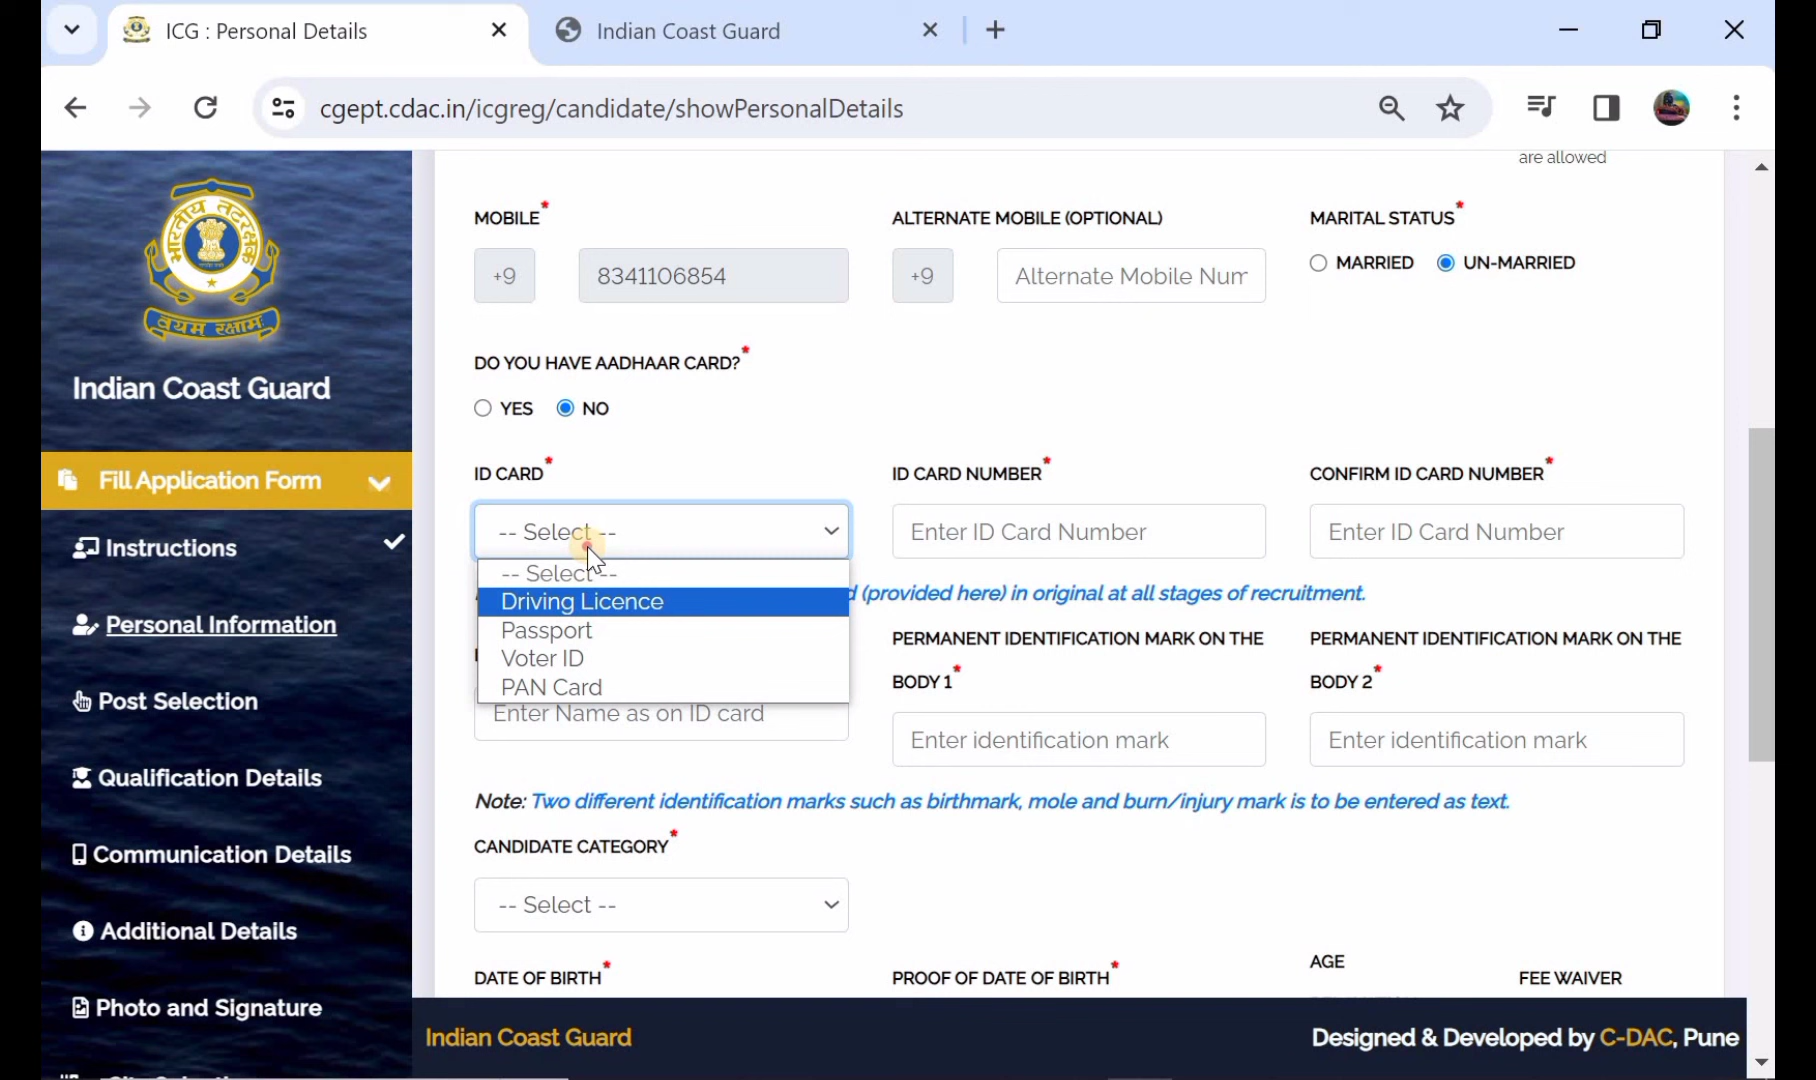 ICG : Personal Details
Indian Coast Guard
cgept.cdac.in/icgreg/candidate/showPersonalDetails
are allowed
भारतीय तटरक्षक
वयम् रक्षामः
Indian Coast Guard
Fill Application Form
Instructions
Personal Information
Post Selection
Qualification Details
Communication Details
Additional Details
Photo and Signature
MOBILE*
ALTERNATE MOBILE (OPTIONAL)
MARITAL STATUS*
+9
8341106854
+9
Alternate Mobile Num
MARRIED
UN-MARRIED
DO YOU HAVE AADHAAR CARD?*
YES
NO
ID CARD*
ID CARD NUMBER*
CONFIRM ID CARD NUMBER*
-- Select --
Enter ID Card Number
Enter ID Card Number
-- Select --
Driving Licence
Passport
Voter ID
PAN Card
(provided here) in original at all stages of recruitment.
PERMANENT IDENTIFICATION MARK ON THE
BODY 1*
PERMANENT IDENTIFICATION MARK ON THE
BODY 2*
Enter Name as on ID card
Enter identification mark
Enter identification mark
Note: Two different identification marks such as birthmark, mole and burn/injury mark is to be entered as text.
CANDIDATE CATEGORY*
-- Select --
DATE OF BIRTH*
PROOF OF DATE OF BIRTH*
AGE
FEE WAIVER
Indian Coast Guard
Designed & Developed by C-DAC, Pune